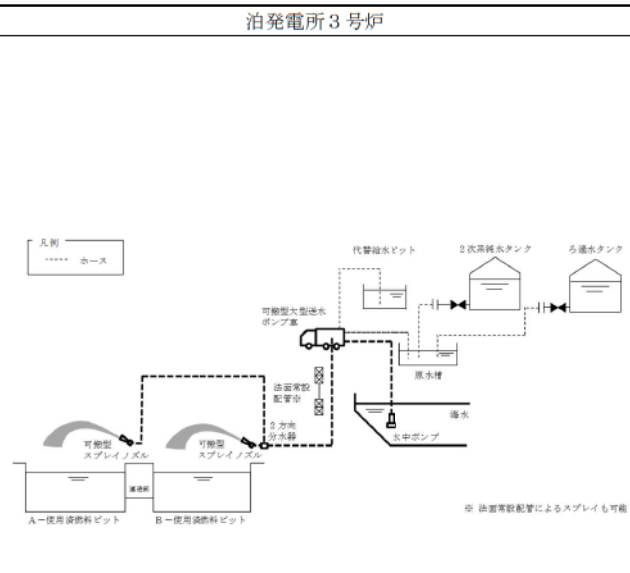 泊発電所3号炉
凡例
ホース
代替給水ピット
2次系純水タンク
ろ過水タンク
可搬型大型送水
ポンプ車
原水槽
法面常設
配管※
海水
2方向
分水器
水中ポンプ
可搬型
スプレイノズル
可搬型
スプレイノズル
連絡部
A－使用済燃料ピット
B－使用済燃料ピット
※ 法面常設配管によるスプレイも可能